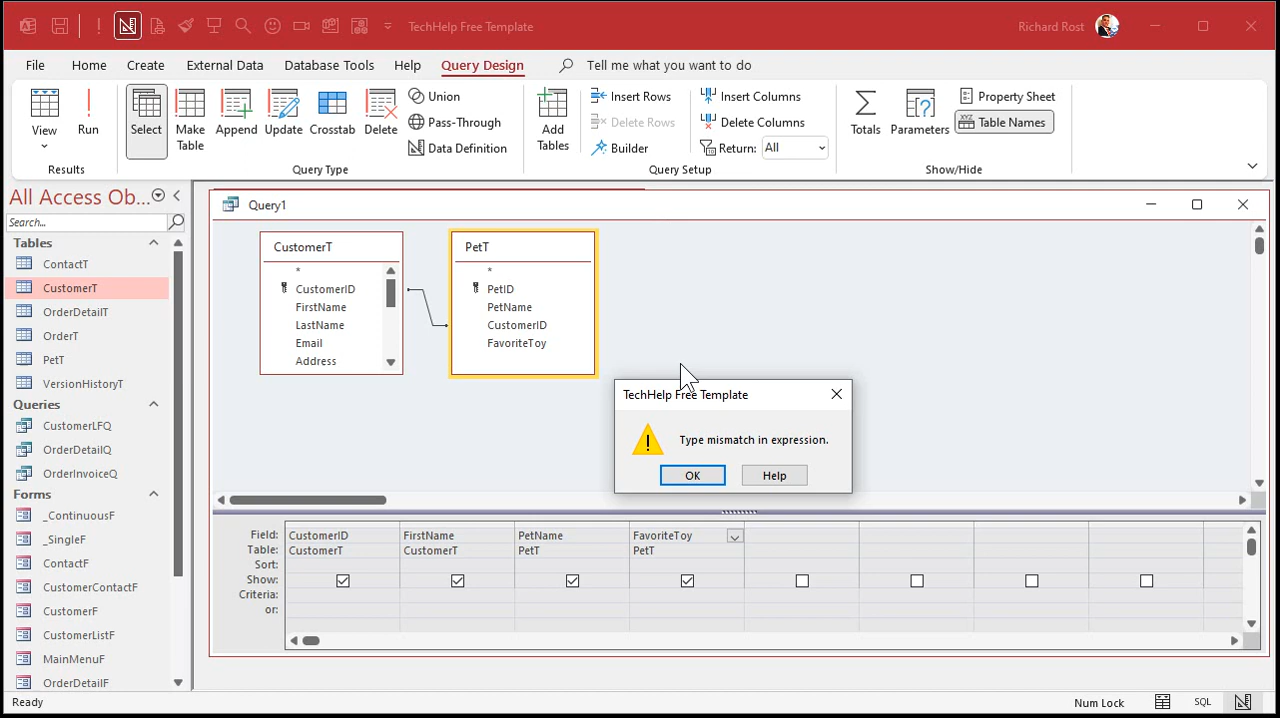 TechHelp Free Template
Richard Rost
File
Home
Create
External Data
Database Tools
Help
Query Design
Tell me what you want to do
View
Run
Results
Select
Make Table
Append
Update
Crosstab
Delete
Union
Pass-Through
Data Definition
Query Type
Add Tables
Insert Rows
Delete Rows
Builder
Insert Columns
Delete Columns
Return: All
Query Setup
Totals
Parameters
Property Sheet
XYZ Table Names
Show/Hide
All Access Ob...
Search...
Tables
ContactT
CustomerT
OrderDetailT
OrderT
PetT
VersionHistoryT
Queries
CustomerLFQ
OrderDetailQ
OrderInvoiceQ
Forms
_ContinuousF
_SingleF
ContactF
CustomerContactF
CustomerF
CustomerListF
MainMenuF
OrderDetailF
Query1
CustomerT
*
CustomerID
FirstName
LastName
Email
Address
PetT
*
PetID
PetName
CustomerID
FavoriteToy
TechHelp Free Template
Type mismatch in expression.
OK
Help
Field: CustomerID FirstName PetName FavoriteToy
Table: CustomerT CustomerT PetT PetT
Sort:
Show:
Criteria:
or:
Ready
Num Lock
SQL